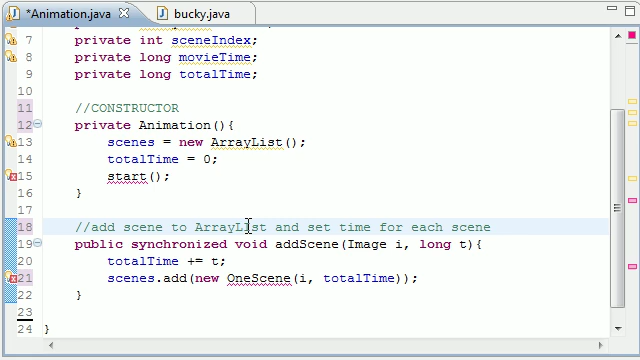 *Animation.java bucky.java
7 private int sceneIndex;
8 private long movieTime;
9 private long totalTime;
10
11 //CONSTRUCTOR
12 private Animation(){
13 scenes = new ArrayList();
14 totalTime = 0;
15 start();
16 }
17
18 //add scene to ArrayList and set time for each scene
19 public synchronized void addScene(Image i, long t){
20 totalTime += t;
21 scenes.add(new OneScene(i, totalTime));
22 }
23
24 }